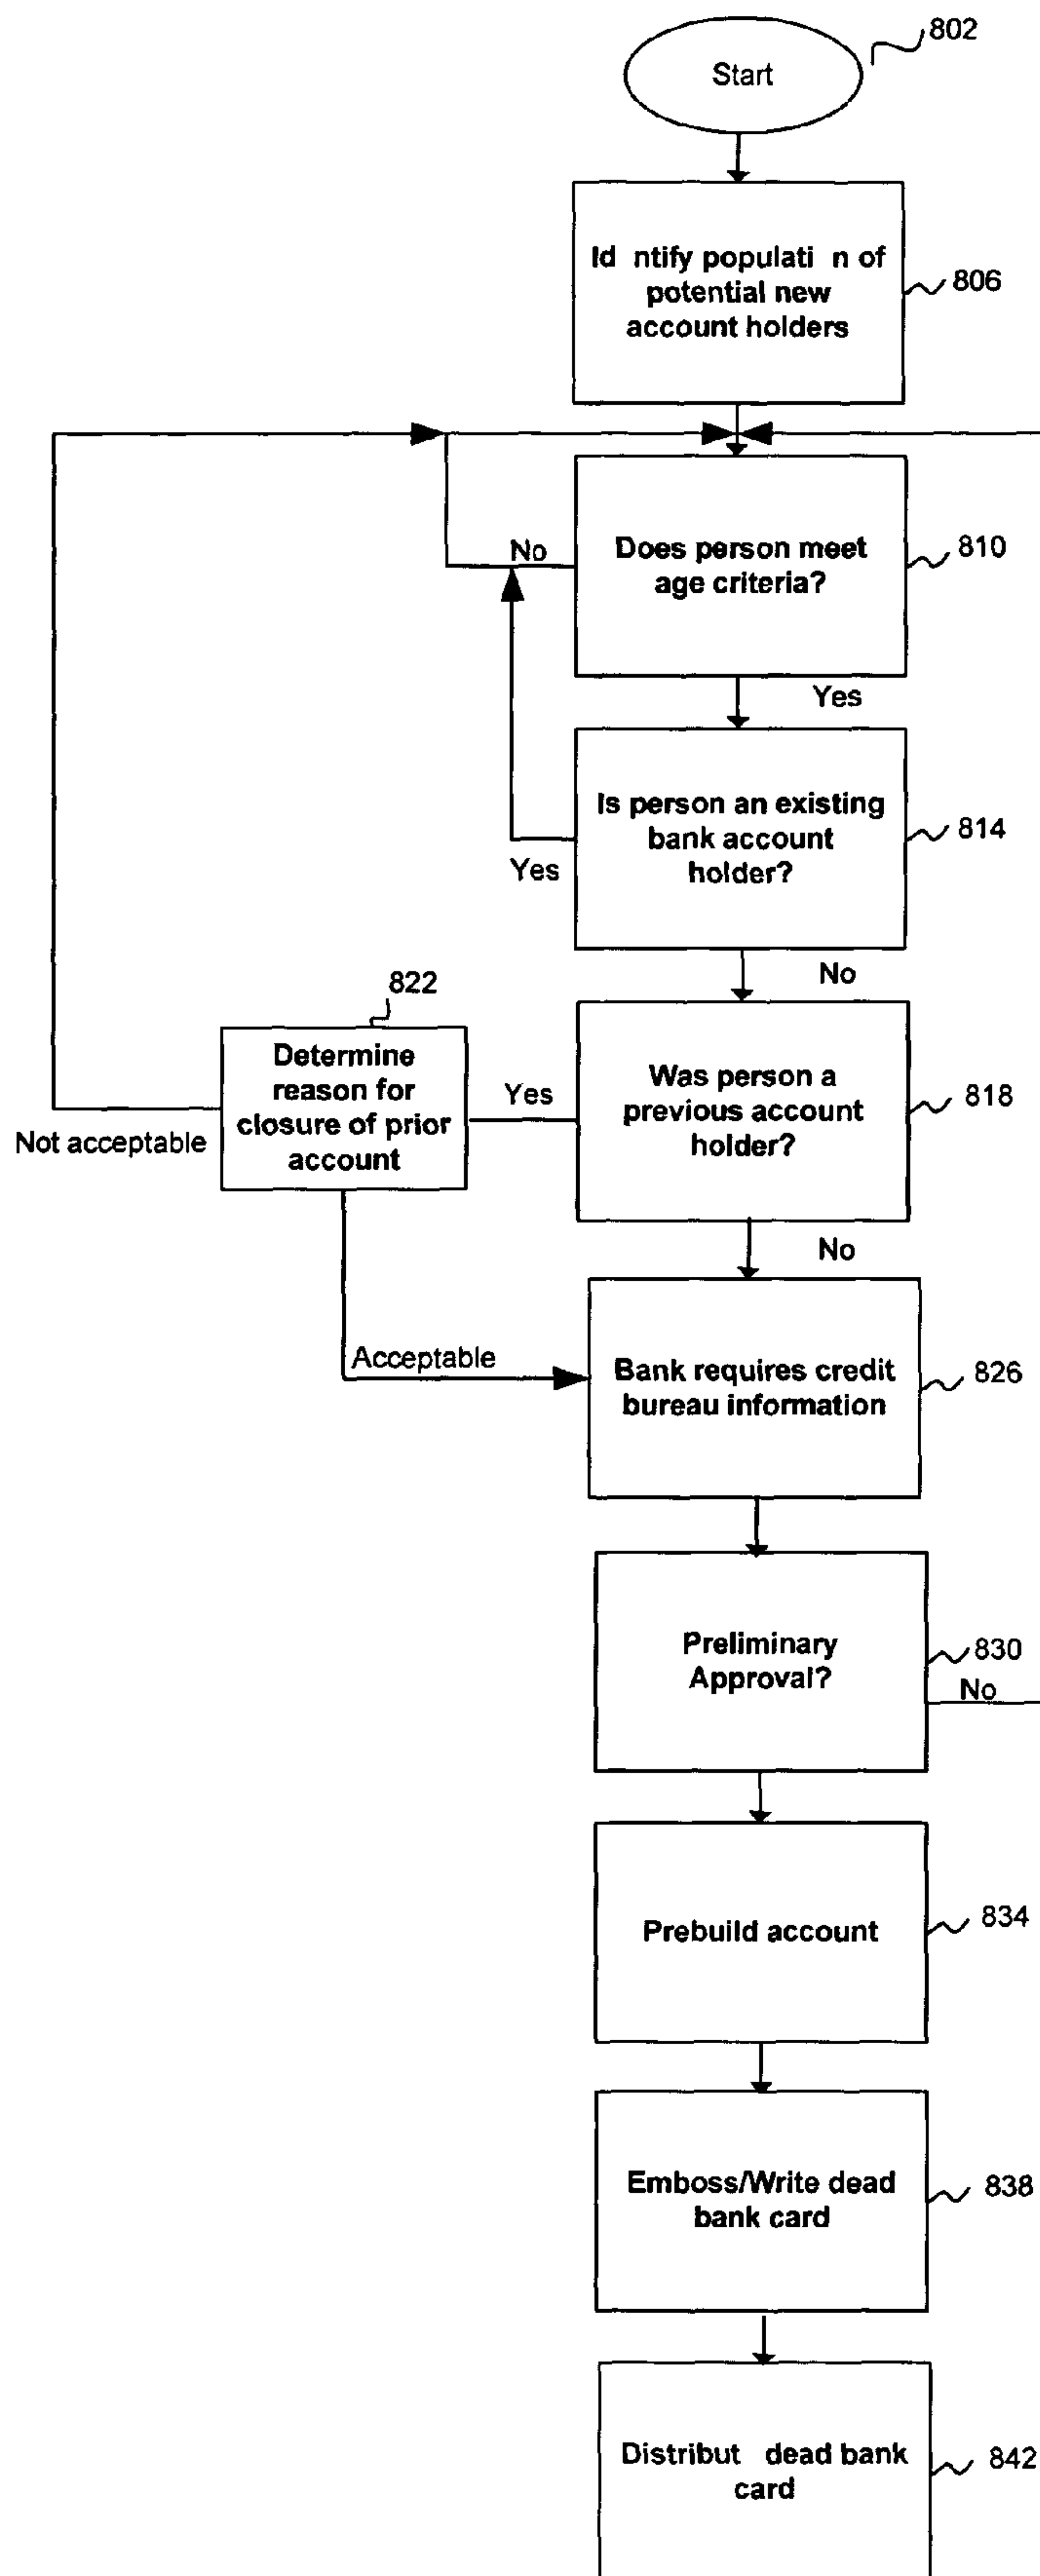 802
Start
Id ntify populati n of
potential new
account holders
806
No
Does person meet
age criteria?
810
Yes
Is person an existing
bank account
holder?
814
Yes
No
822
Determine
reason for
closure of prior
account
Yes
Was person a
previous account
holder?
818
Not acceptable
No
Acceptable
Bank requires credit
bureau information
826
Preliminary
Approval?
830
No
Prebuild account
834
Emboss/Write dead
bank card
838
Distribut dead bank
card
842